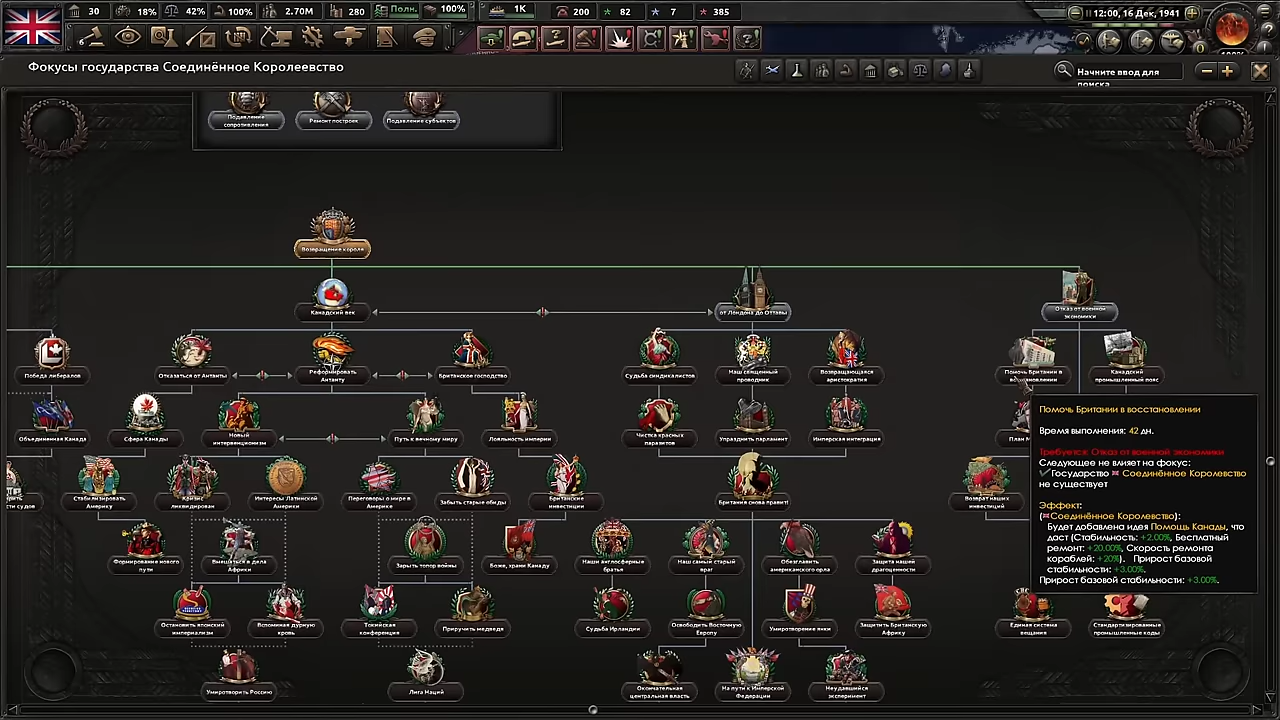 30 18% 42% 100% 2.70M 280 Полн. 100% 1K 200 82 7 385 12:00, 16 Дек, 1941
Фокусы государства Соединённое Королеевство
Начните ввод для поиска
Подавление сопротивления
Ремонт построек
Подавление субъектов
Возвращение короля
Канадский век
от Лондона до Оттавы
Отказ от военной экономики
Победа либералов
Отказаться от Антанты
Реформировать Антанту
Британское господство
Судьба синдикалистов
Наш священный проводник
Возвращающаяся аристократия
Помочь Британии в восстановлении
Канадский промышленный пояс
Объединенная Канада
Сфера Канады
Новый интервенционизм
Путь к вечному миру
Лояльность империи
Чистка красных паразитов
Упразднить парламент
Имперская интеграция
План М
Стабилизировать Америку
Кризис ликвидирован
Интересы Латинской Америки
Переговоры о мире в Америке
Забыть старые обиды
Британские инвестиции
Британия снова правит!
Возврат наших инвестиций
Формирование нового пути
Вмешаться в дела Африки
Зарыть топор войны
Боже, храни Канаду
Наши англосферные братья
Наш самый старый враг
Обезглавить американского орла
Защита нашей драгоценности
Остановить японский империализм
Вспоминая дурную кровь
Токийская конференция
Приручить медведя
Судьба Ирландии
Освободить Восточную Европу
Умиротворение янки
Защитить Британскую Африку
Единая система вещания
Стандартизированные промышленные коды
Умиротворить Россию
Лига Наций
Окончательная центральная власть
На пути к Имперской Федерации
Неудавшийся эксперимент
Помочь Британии в восстановлении
Время выполнения: 42 дн.
Требуется: Отказ от военной экономики
Следующее не влияет на фокус:
Государство Соединённое Королевство
не существует
Эффект:
(Соединённое Королевство):
Будет добавлена идея Помощь Канады, что
даст (Стабильность: +2.00%, Бесплатный
ремонт: +20.00%, Скорость ремонта
кораблей: +20%). Прирост базовой
стабильности: +3.00%.
Прирост базовой стабильности: +3.00%.